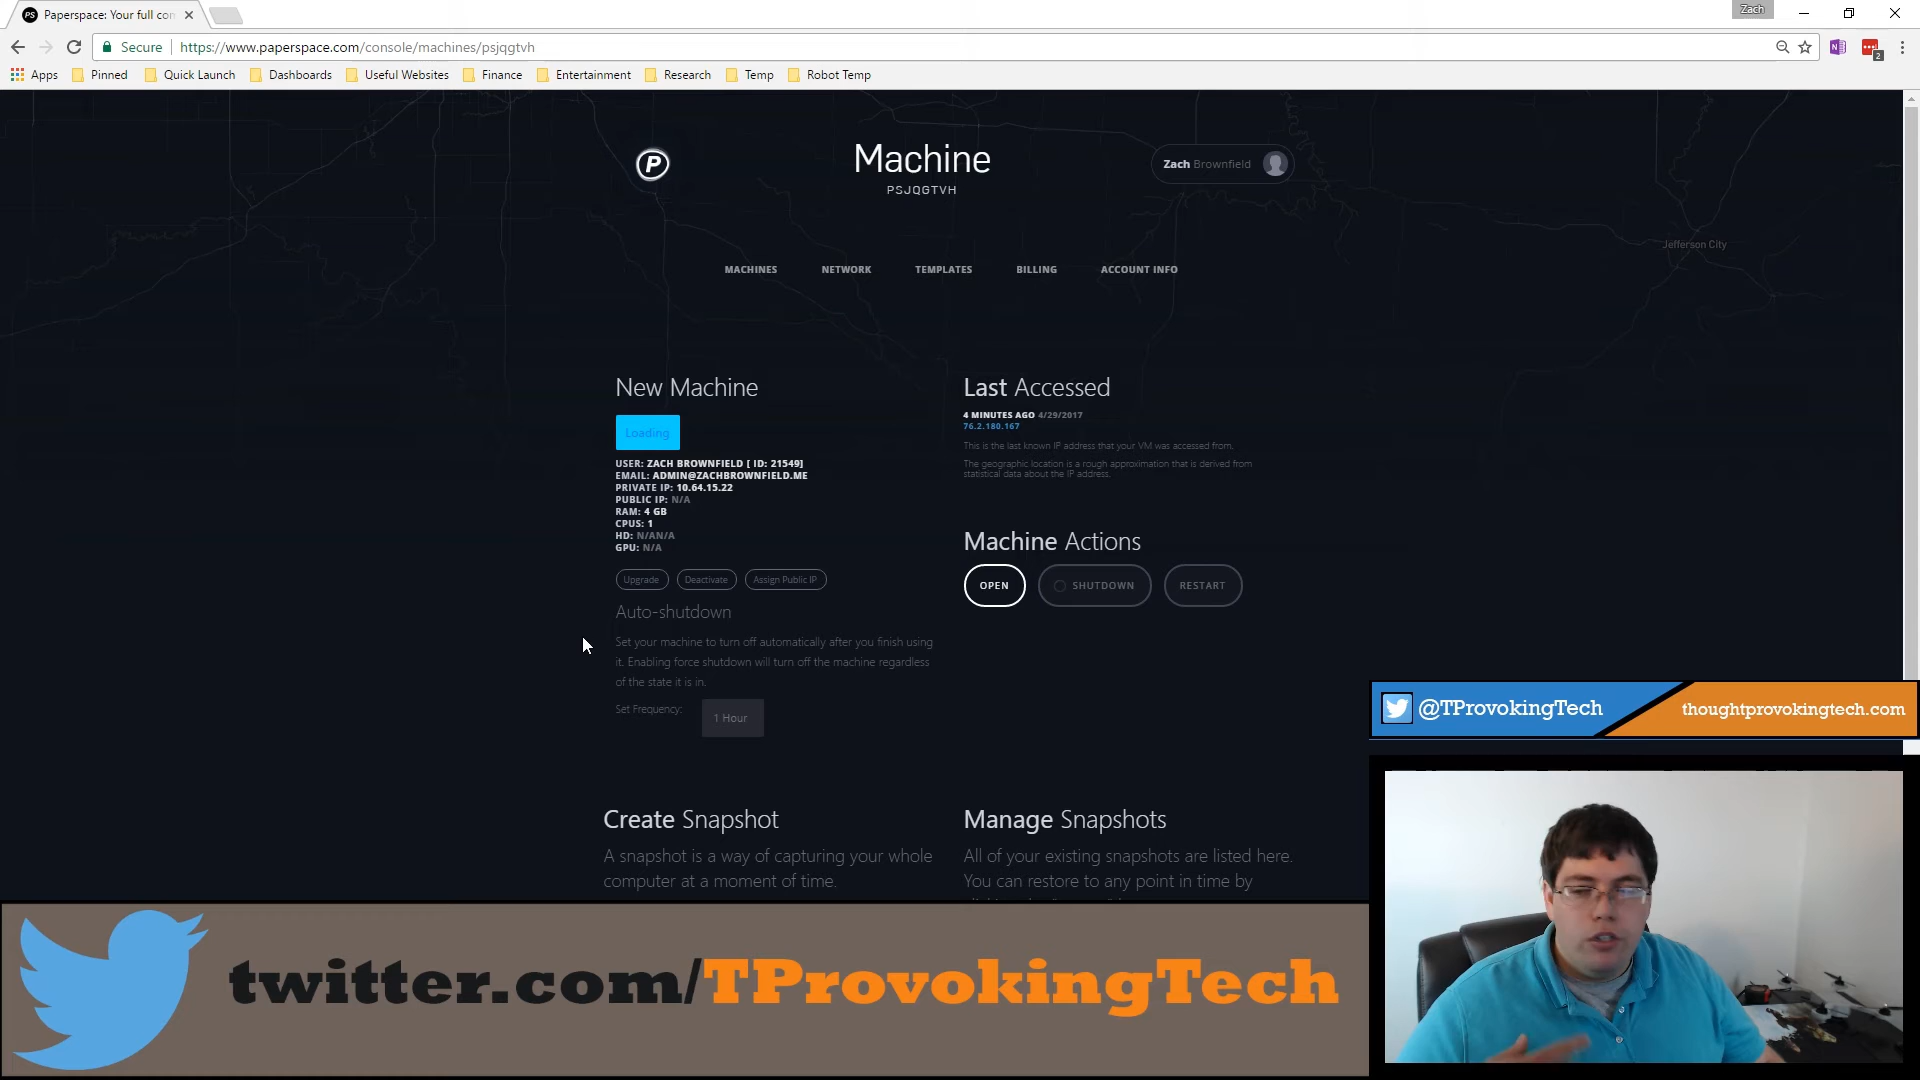 Paperspace: Your full con
Zach
Secure
https://www.paperspace.com/console/machines/psjqgtvh
Apps
Pinned
Quick Launch
Dashboards
Useful Websites
Finance
Entertainment
Research
Temp
Robot Temp
Machine
PSJQGTVH
Zach Brownfield
Jefferson City
MACHINES
NETWORK
TEMPLATES
BILLING
ACCOUNT INFO
New Machine
Loading
USER: ZACH BROWNFIELD [ ID: 21549]
EMAIL: ADMIN@ZACHBROWNFIELD.ME
PRIVATE IP: 10.64.15.22
PUBLIC IP: N/A
RAM: 4 GB
CPUS: 1
HD: N/AN/A
GPU: N/A
Upgrade
Deactivate
Assign Public IP
Auto-shutdown
Set your machine to turn off automatically after you finish using
it. Enabling force shutdown will turn off the machine regardless
of the state it is in.
Set Frequency:
1 Hour
Last Accessed
4 MINUTES AGO 4/29/2017
76.2.180.167
This is the last known IP address that your VM was accessed from.
The geographic location is a rough approximation that is derived from
statistical data about the IP address.
Machine Actions
OPEN
SHUTDOWN
RESTART
Create Snapshot
A snapshot is a way of capturing your whole
computer at a moment of time.
Manage Snapshots
All of your existing snapshots are listed here.
You can restore to any point in time by
@TProvokingTech
thoughtprovokingtech.com
twitter.com/TProvokingTech